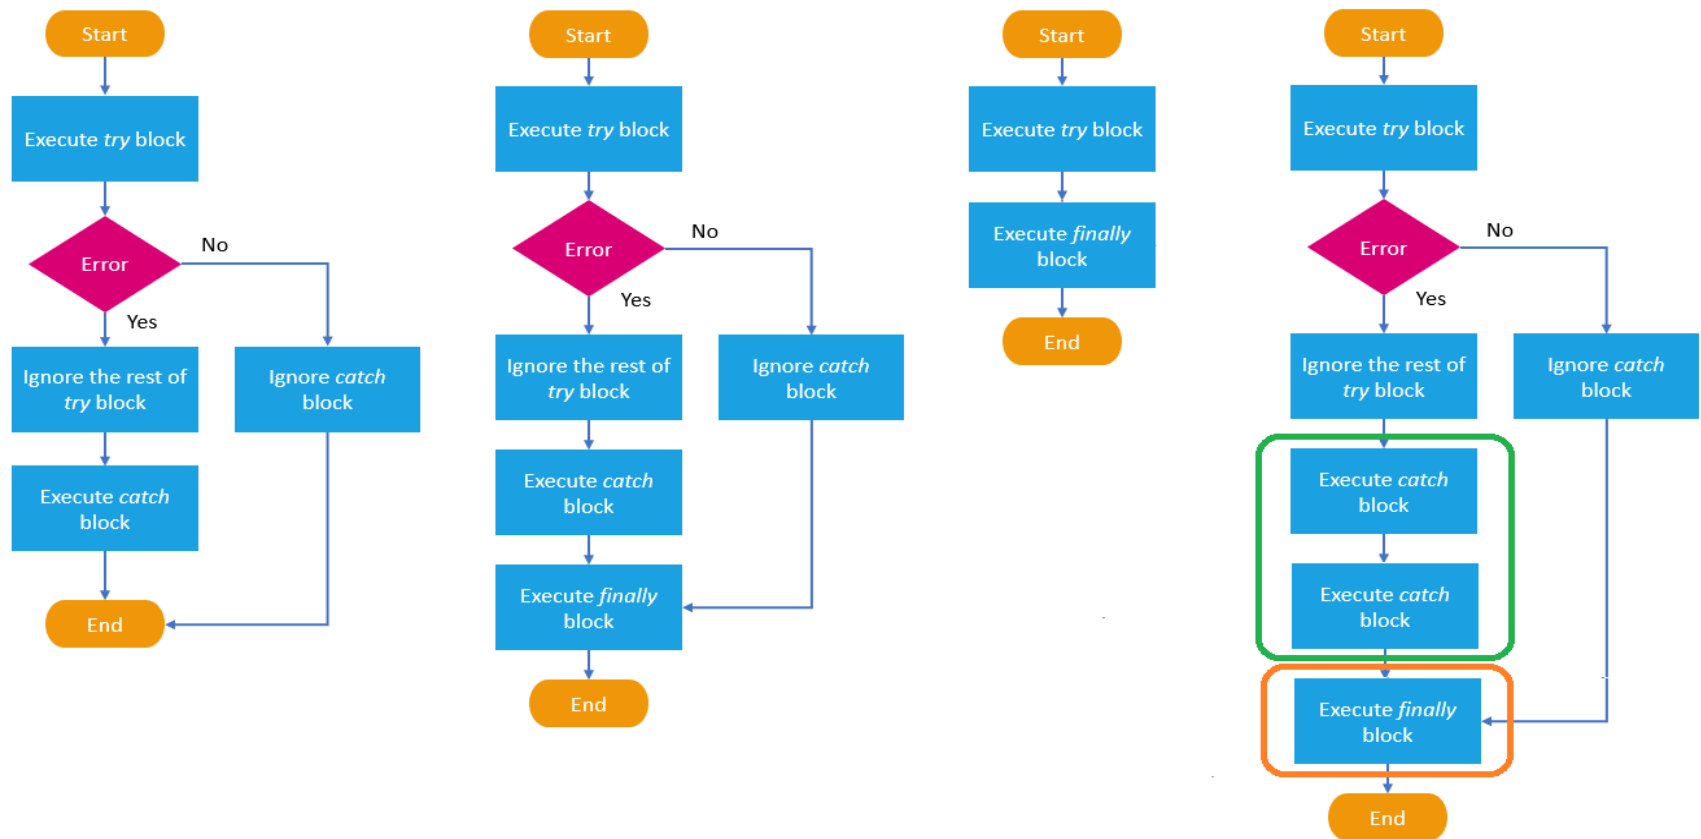 Start
Execute try block
Error
No
Yes
Ignore the rest of
try block
Ignore catch
block
Execute catch
block
End
Start
Execute try block
Error
No
Yes
Ignore the rest of
try block
Ignore catch
block
Execute catch
block
Execute finally
block
End
Start
Execute try block
Execute finally
block
End
Start
Execute try block
Error
No
Yes
Ignore the rest of
try block
Ignore catch
block
Execute catch
block
Execute catch
block
Execute finally
block
End